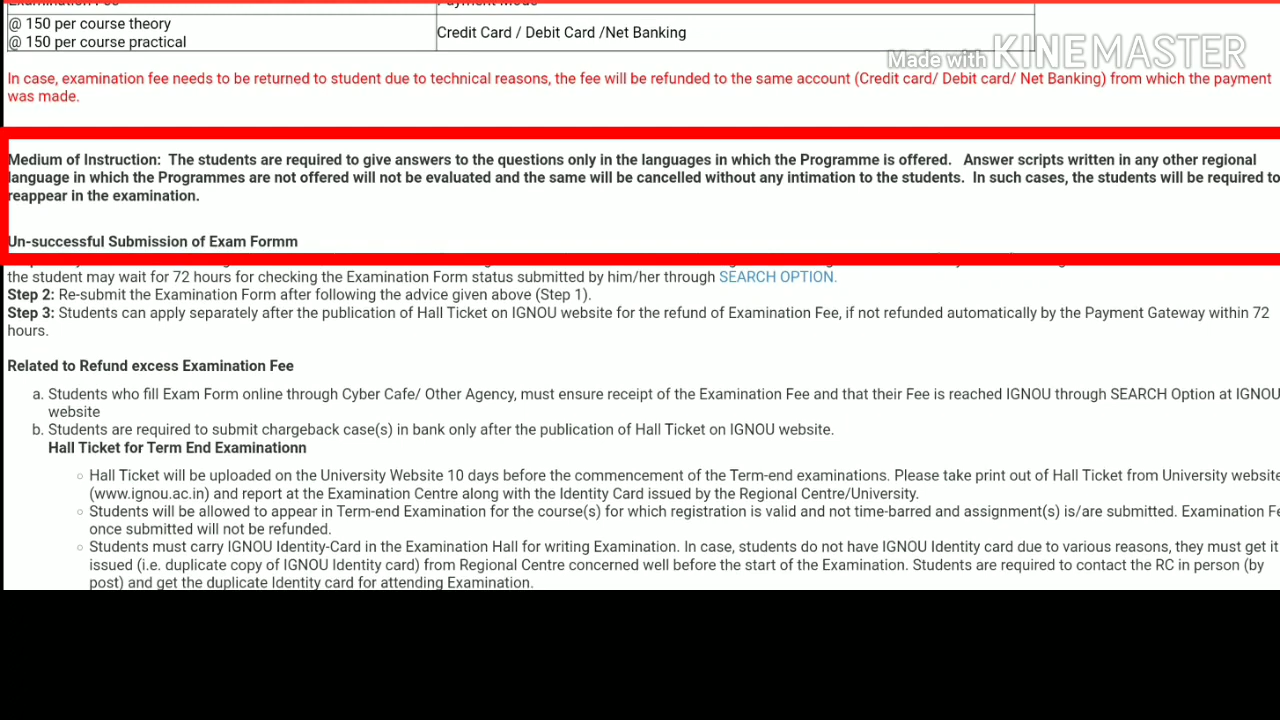 Examination Fee Payment Mode
@ 150 per course theory
@ 150 per course practical
Credit Card / Debit Card /Net Banking
Made with KINEMASTER
In case, examination fee needs to be returned to student due to technical reasons, the fee will be refunded to the same account (Credit card/ Debit card/ Net Banking) from which the payment
was made.
Medium of Instruction: The students are required to give answers to the questions only in the languages in which the Programme is offered. Answer scripts written in any other regional
language in which the Programmes are not offered will not be evaluated and the same will be cancelled without any intimation to the students. In such cases, the students will be required to
reappear in the examination.
Un-successful Submission of Exam Formm
the student may wait for 72 hours for checking the Examination Form status submitted by him/her through SEARCH OPTION.
Step 2: Re-submit the Examination Form after following the advice given above (Step 1).
Step 3: Students can apply separately after the publication of Hall Ticket on IGNOU website for the refund of Examination Fee, if not refunded automatically by the Payment Gateway within 72
hours.
Related to Refund excess Examination Fee
a. Students who fill Exam Form online through Cyber Cafe/ Other Agency, must ensure receipt of the Examination Fee and that their Fee is reached IGNOU through SEARCH Option at IGNOU
website
b. Students are required to submit chargeback case(s) in bank only after the publication of Hall Ticket on IGNOU website.
Hall Ticket for Term End Examinationn
Hall Ticket will be uploaded on the University Website 10 days before the commencement of the Term-end examinations. Please take print out of Hall Ticket from University website
(www.ignou.ac.in) and report at the Examination Centre along with the Identity Card issued by the Regional Centre/University.
Students will be allowed to appear in Term-end Examination for the course(s) for which registration is valid and not time-barred and assignment(s) is/are submitted. Examination Fe
once submitted will not be refunded.
Students must carry IGNOU Identity-Card in the Examination Hall for writing Examination. In case, students do not have IGNOU Identity card due to various reasons, they must get it
issued (i.e. duplicate copy of IGNOU Identity card) from Regional Centre concerned well before the start of the Examination. Students are required to contact the RC in person (by
post) and get the duplicate Identity card for attending Examination.